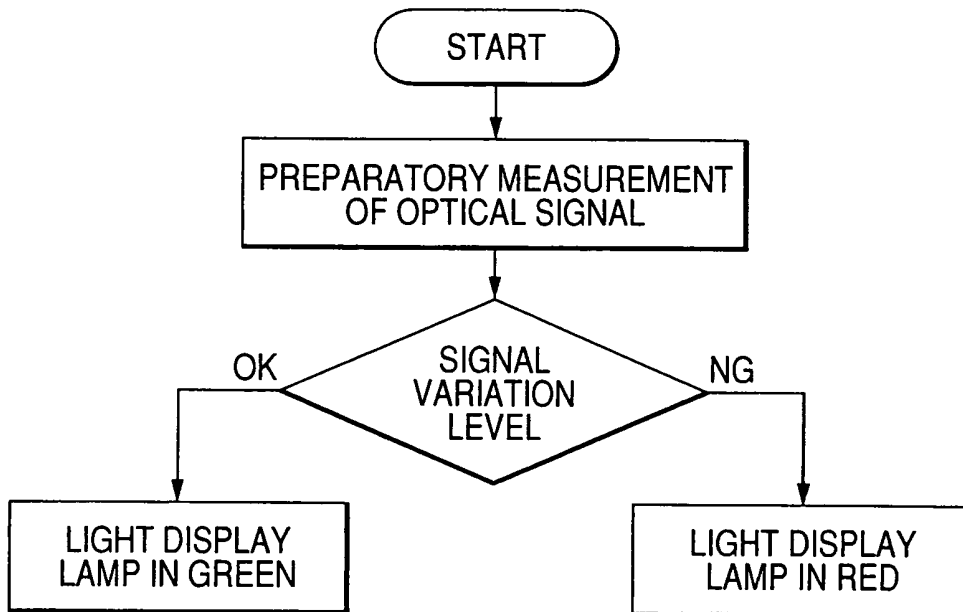 START
PREPARATORY MEASUREMENT
OF OPTICAL SIGNAL
OK
SIGNAL
VARIATION
LEVEL
NG
LIGHT DISPLAY
LAMP IN GREEN
LIGHT DISPLAY
LAMP IN RED